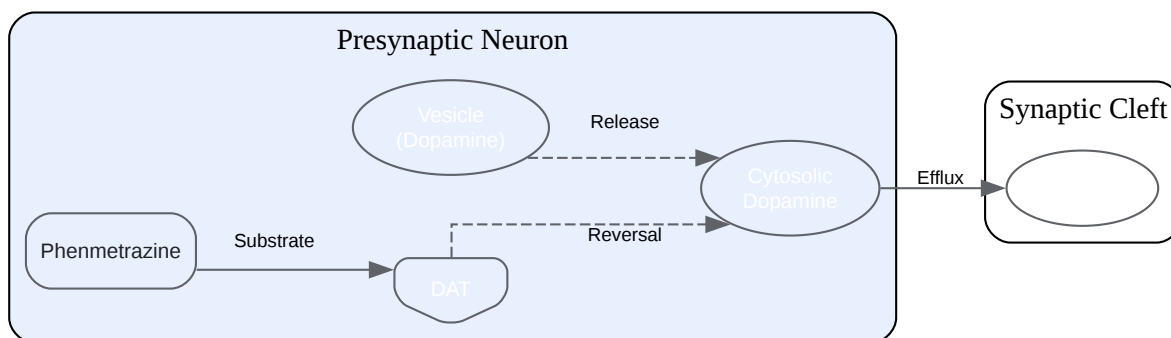 Presynaptic Neuron
Synaptic Cleft
Vesicle
(Dopamine)
Release
Cytosolic
Dopamine
Efflux
Phenmetrazine
Substrate
Reversal
DAT